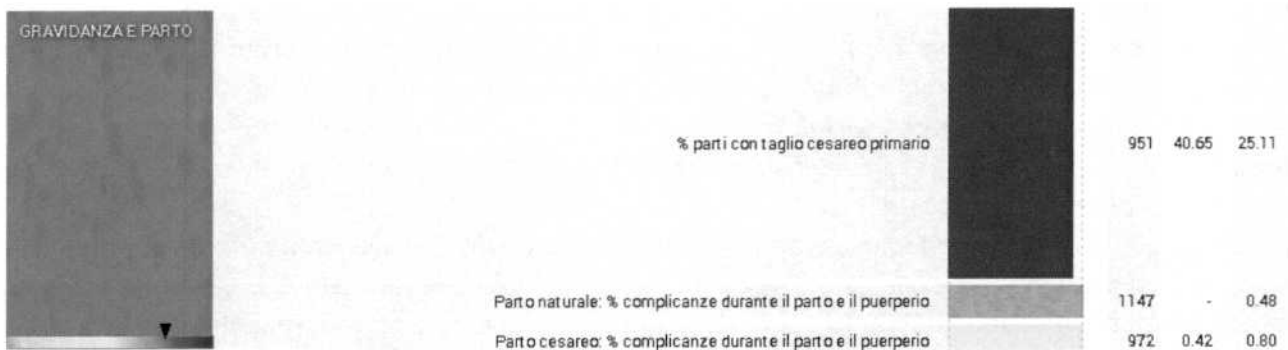 GRAVIDANZA E PARTO
% parti con taglio cesareo primario 951 40.65 25.11
Parto naturale: % complicanze durante il parto e il puerperio 1147 - 0.48
Parto cesareo: % complicanze durante il parto e il puerperio 972 0.42 0.80